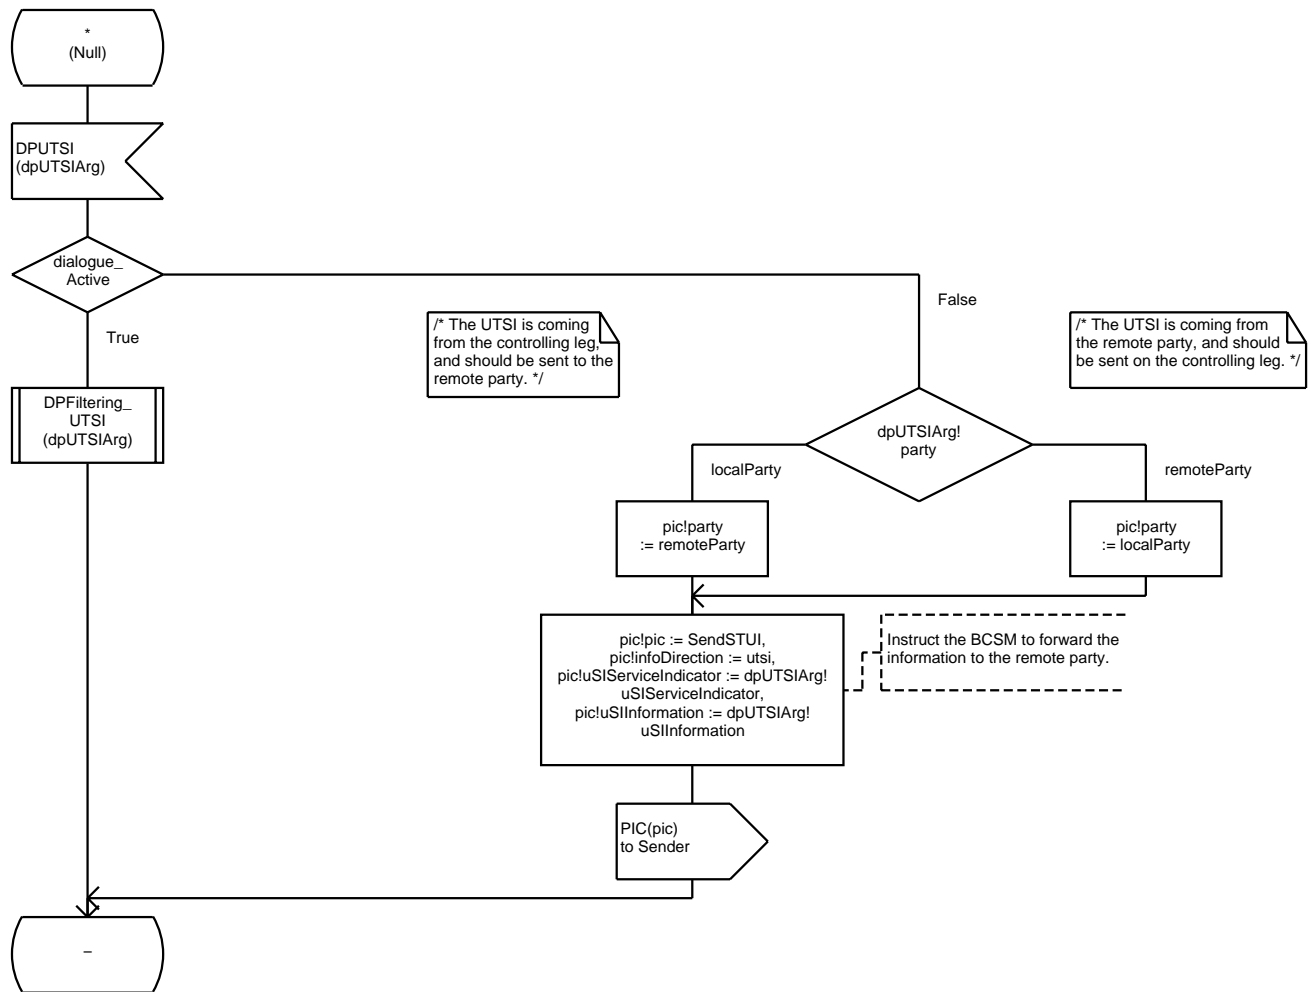 *
(Null)
DPUTSI
(dpUTSIArg)
dialogue_
Active
False
True
/* The UTSI is coming
from the controlling leg,
and should be sent to the
remote party. */
/* The UTSI is coming from
the remote party, and should
be sent on the controlling leg. */
DPFiltering_
UTSI
(dpUTSIArg)
dpUTSIArg!
party
localParty
remoteParty
pic!party
:= remoteParty
pic!party
:= localParty
pic!pic := SendSTUI,
pic!infoDirection := utsi,
pic!uSIServiceIndicator := dpUTSIArg!
uSIServiceIndicator,
pic!uSIInformation := dpUTSIArg!
uSIInformation
Instruct the BCSM to forward the
information to the remote party.
PIC(pic)
to Sender
–